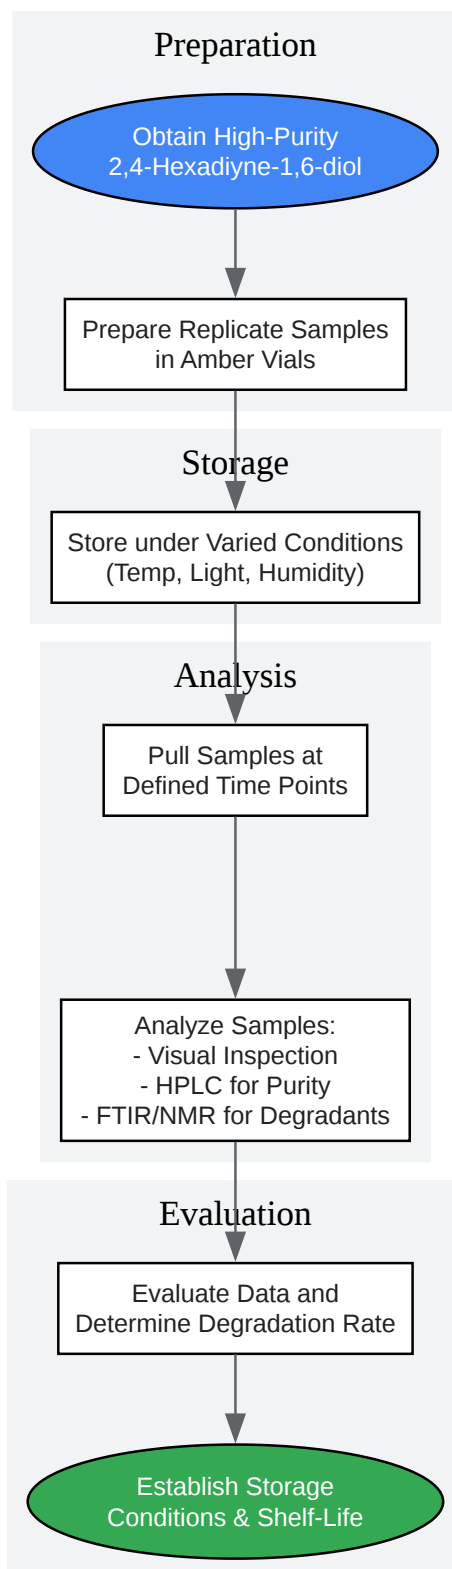 Preparation
Obtain High-Purity
2,4-Hexadiyne-1,6-diol
Prepare Replicate Samples
in Amber Vials
Storage
Store under Varied Conditions
(Temp, Light, Humidity)
Analysis
Pull Samples at
Defined Time Points
Analyze Samples:
- Visual Inspection
- HPLC for Purity
- FTIR/NMR for Degradants
Evaluation
Evaluate Data and
Determine Degradation Rate
Establish Storage
Conditions & Shelf-Life